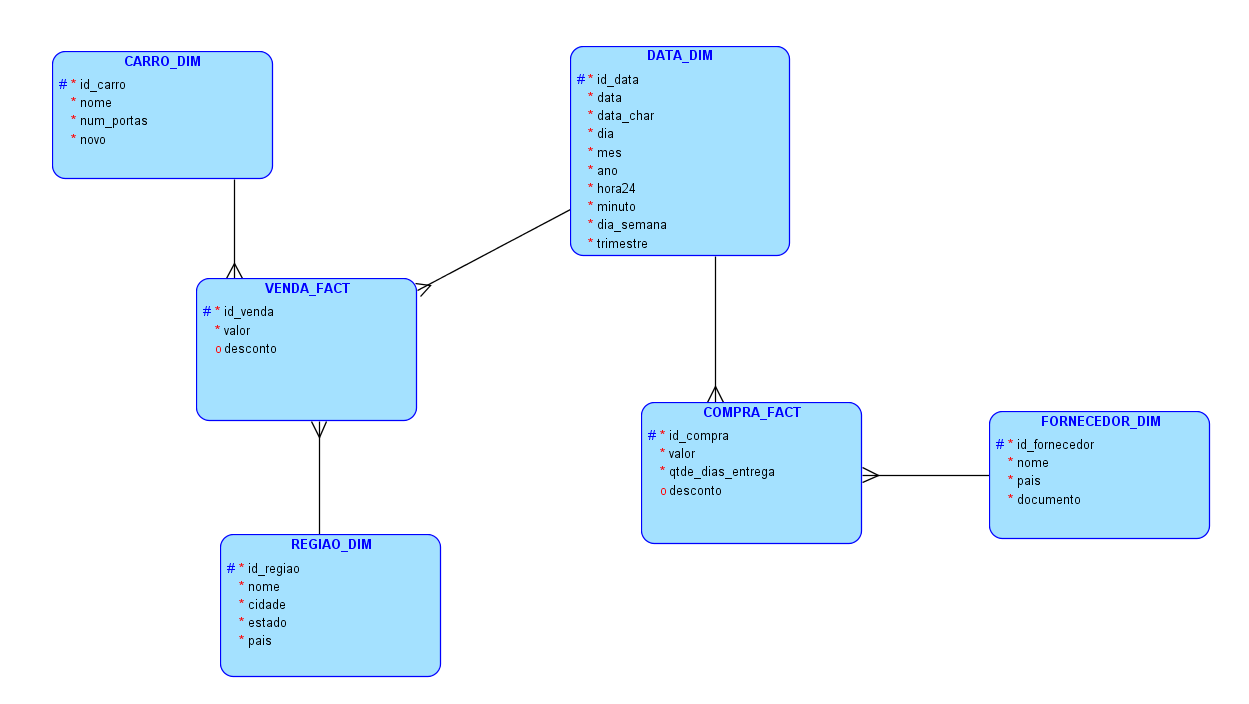 CARRO_DIM
# * id_carro
* nome
* num_portas
* novo
DATA_DIM
# * id_data
* data
* data_char
* dia
* mes
* ano
* hora24
* minuto
* dia_semana
* trimestre
VENDA_FACT
# * id_venda
* valor
o desconto
COMPRA_FACT
# * id_compra
* valor
* qtde_dias_entrega
o desconto
FORNECEDOR_DIM
# * id_fornecedor
* nome
* pais
* documento
REGIAO_DIM
# * id_regiao
* nome
* cidade
* estado
* pais